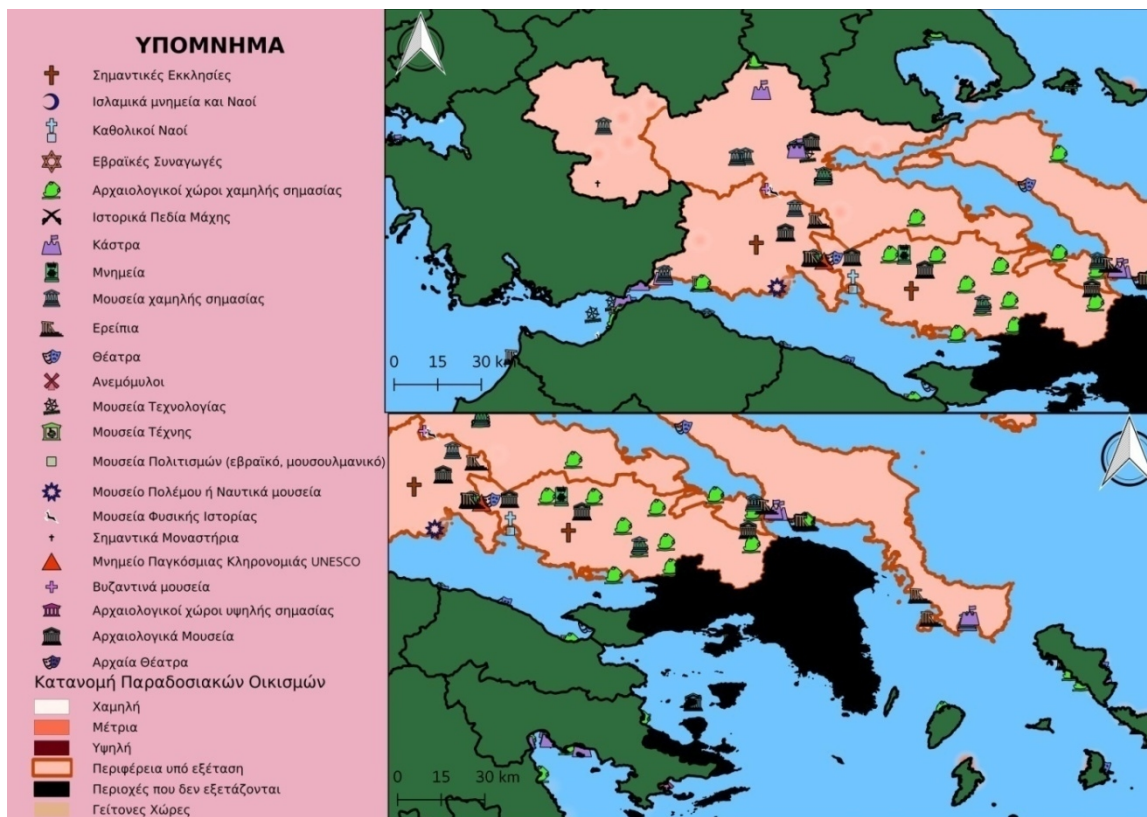 ΥΠΟΜΝΗΜΑ
Σημαντικές Εκκλησίες
Ισλαμικά μνημεία και Ναοί
Καθολικοί Ναοί
Εβραϊκές Συναγωγές
Αρχαιολογικοί χώροι χαμηλής σημασίας
Ιστορικά Πεδία Μάχης
Κάστρα
Μνημεία
Μουσεία χαμηλής σημασίας
Ερείπια
Θέατρα
Ανεμόμυλοι
Μουσεία Τεχνολογίας
Μουσεία Τέχνης
Μουσεία Πολιτισμών (εβραϊκό, μουσουλμανικό)
Μουσείο Πολέμου ή Ναυτικά μουσεία
Μουσεία Φυσικής Ιστορίας
Σημαντικά Μοναστήρια
Μνημείο Παγκόσμιας Κληρονομιάς UNESCO
Βυζαντινά μουσεία
Αρχαιολογικοί χώροι υψηλής σημασίας
Αρχαιολογικά Μουσεία
Αρχαία Θέατρα
Κατανομή Παραδοσιακών Οικισμών
Χαμηλή
Μέτρια
Υψηλή
Περιφέρεια υπό εξέταση
Περιοχές που δεν εξετάζονται
Γείτονες Χώρες
0 15 30 km
0 15 30 km